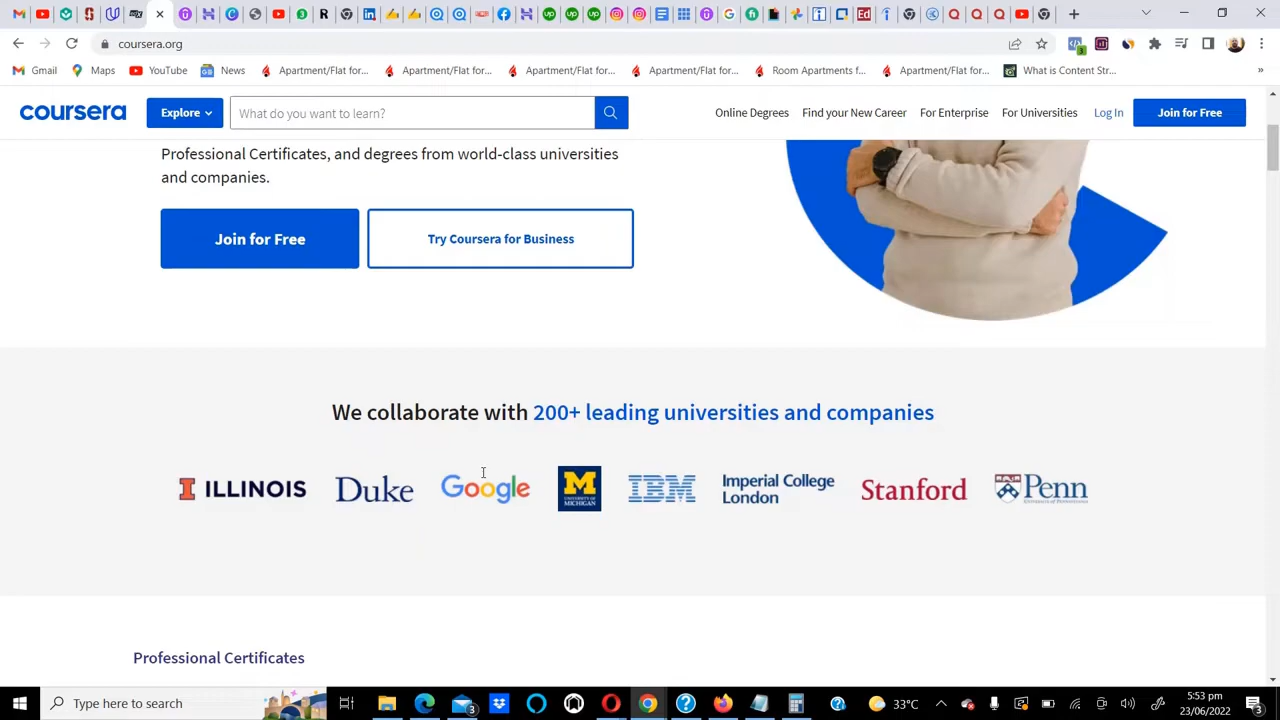 coursera.org
Gmail Maps YouTube News Apartment/Flat for... Apartment/Flat for... Apartment/Flat for... Apartment/Flat for... Room Apartments f... Apartment/Flat for... What is Content Str... »
coursera Explore What do you want to learn? Online Degrees Find your New Career For Enterprise For Universities Log In Join for Free
Professional Certificates, and degrees from world-class universities
and companies.
Join for Free Try Coursera for Business
We collaborate with 200+ leading universities and companies
I ILLINOIS Duke Google M UNIVERSITY OF MICHIGAN IBM Imperial College London Stanford Penn
Professional Certificates
Type here to search 3 33°C 5:53 pm
23/06/2022 3